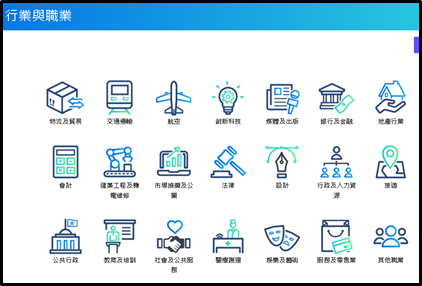 行業與職業
物流及貿易
交通運輸
航空
創新科技
媒體及出版
銀行及金融
地產行業
會計
建築工程及機
電維修
市場推廣及公
關
法律
設計
行政及人力資
源
旅遊
公共行政
教育及培訓
社會及公共服
務
醫療護理
娛樂及藝術
服務及零售業
其他職業